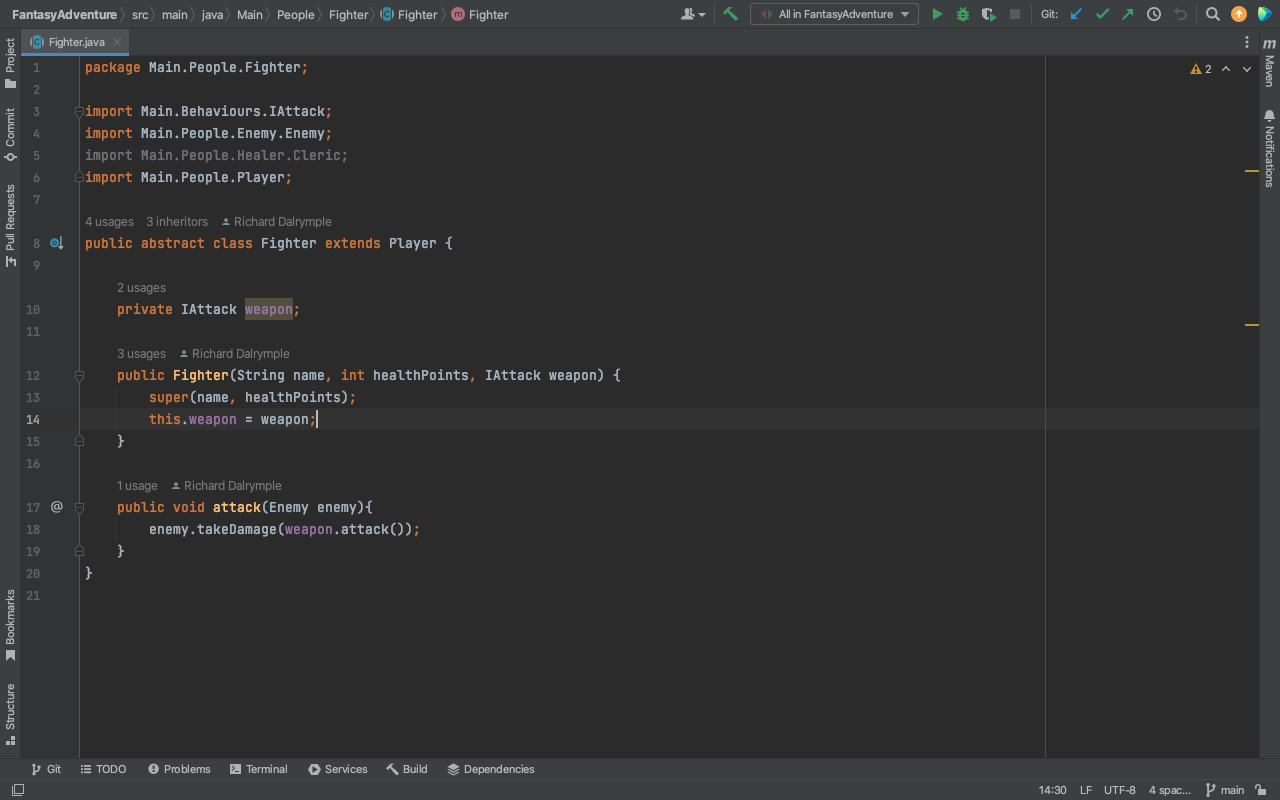 FantasyAdventure src main java Main People Fighter Fighter Fighter All in FantasyAdventure Git:
Fighter.java
Project
Commit
Pull Requests
Bookmarks
Structure
1 package Main.People.Fighter;
2
3 import Main.Behaviours.IAttack;
4 import Main.People.Enemy.Enemy;
5 import Main.People.Healer.Cleric;
6 import Main.People.Player;
7
4 usages 3 inheritors Richard Dalrymple
8 public abstract class Fighter extends Player {
9
2 usages
10 private IAttack weapon;
11
3 usages Richard Dalrymple
12 public Fighter(String name, int healthPoints, IAttack weapon) {
13 super(name, healthPoints);
14 this.weapon = weapon;
15 }
16
1 usage Richard Dalrymple
17 @ public void attack(Enemy enemy){
18 enemy.takeDamage(weapon.attack());
19 }
20 }
21
2
m
Maven
Notifications
Git TODO Problems Terminal Services Build Dependencies
14:30 LF UTF-8 4 spac... main